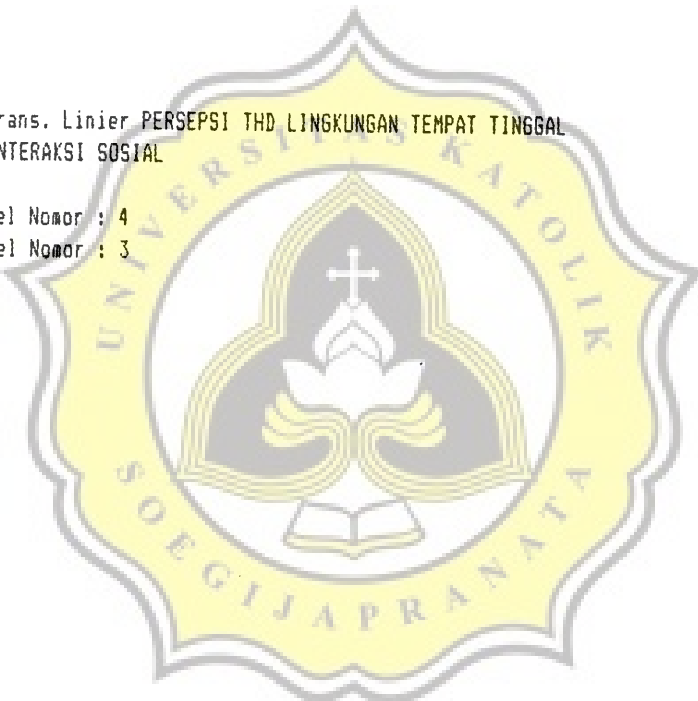 rans. Linier PERSEPSI THD LINGKUNGAN TEMPAT TINGGAL
NTERAKSI SOSIAL
el Nomor : 4
el Nomor : 3
UNIVERSITAS KATOLIK
SOEGIJAPRANATA